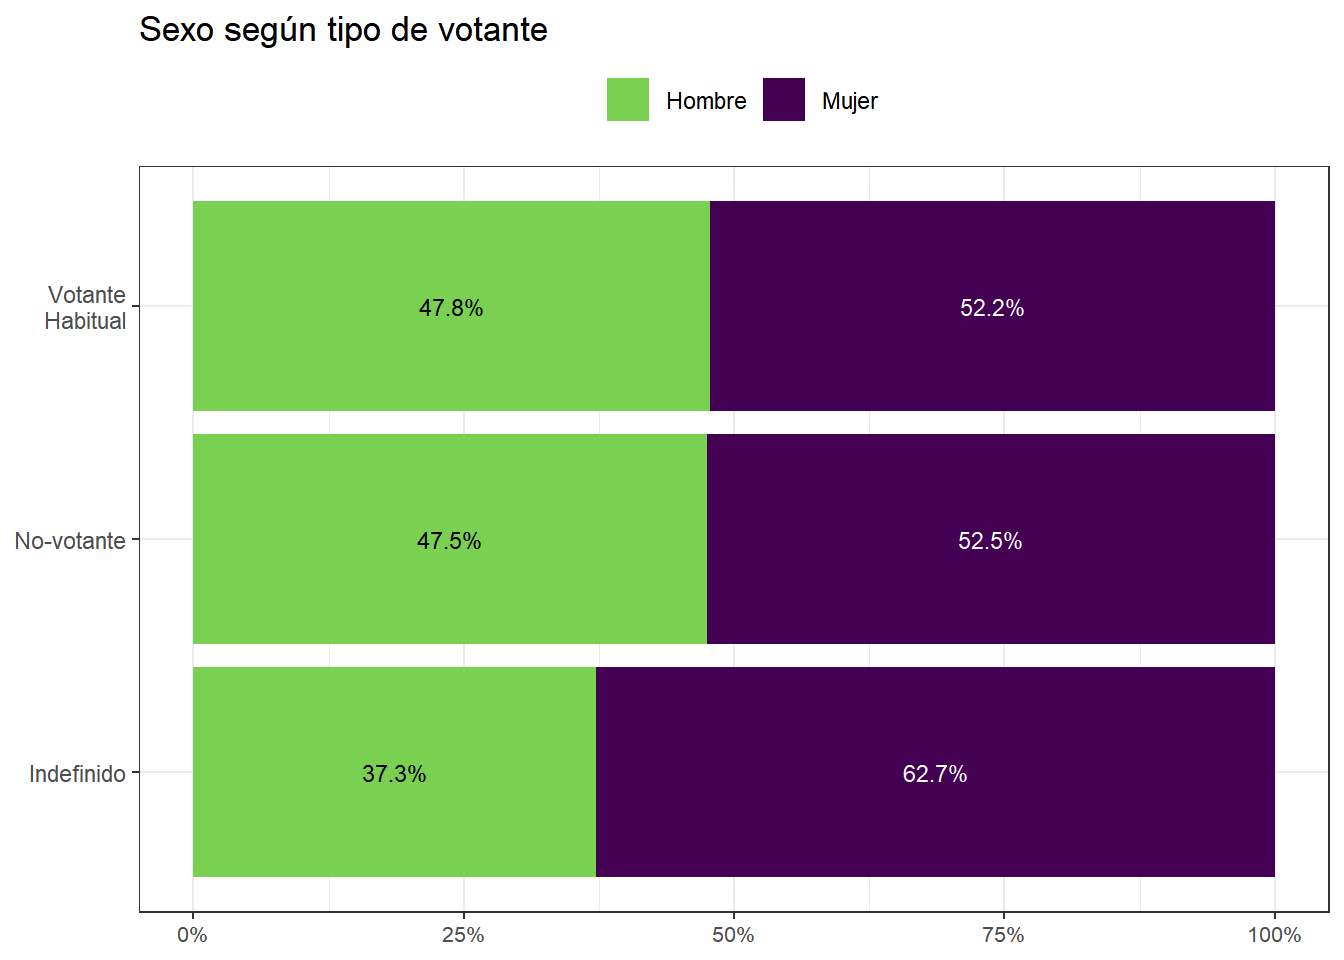 Sexo según tipo de votante
Hombre Mujer
Votante
Habitual
47.8% 52.2%
No-votante 47.5% 52.5%
Indefinido 37.3% 62.7%
0% 25% 50% 75% 100%